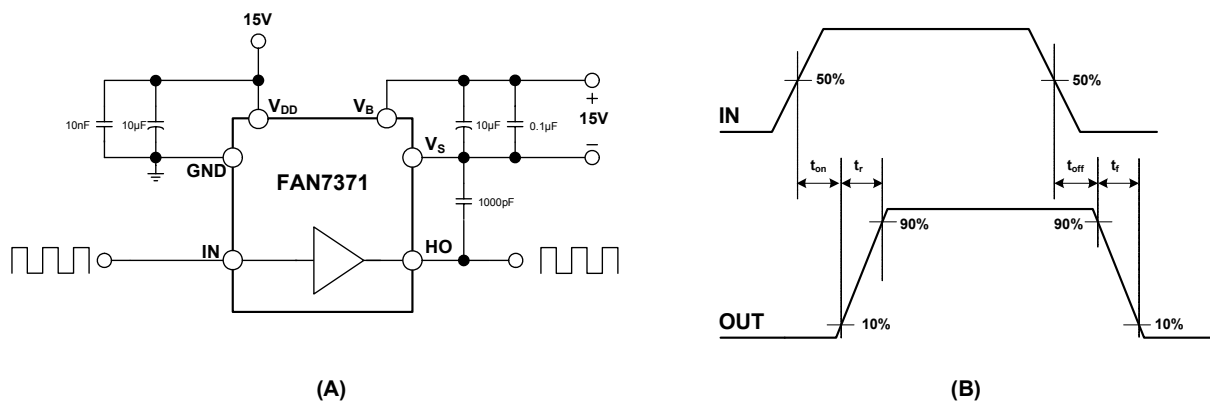 15V
10nF
10µF
VDD
VB
10µF
0.1µF
+
15V
−
VS
GND
FAN7371
1000pF
IN
HO
(A)
50%
50%
IN
ton
tr
toff
tf
90%
90%
OUT
10%
10%
(B)